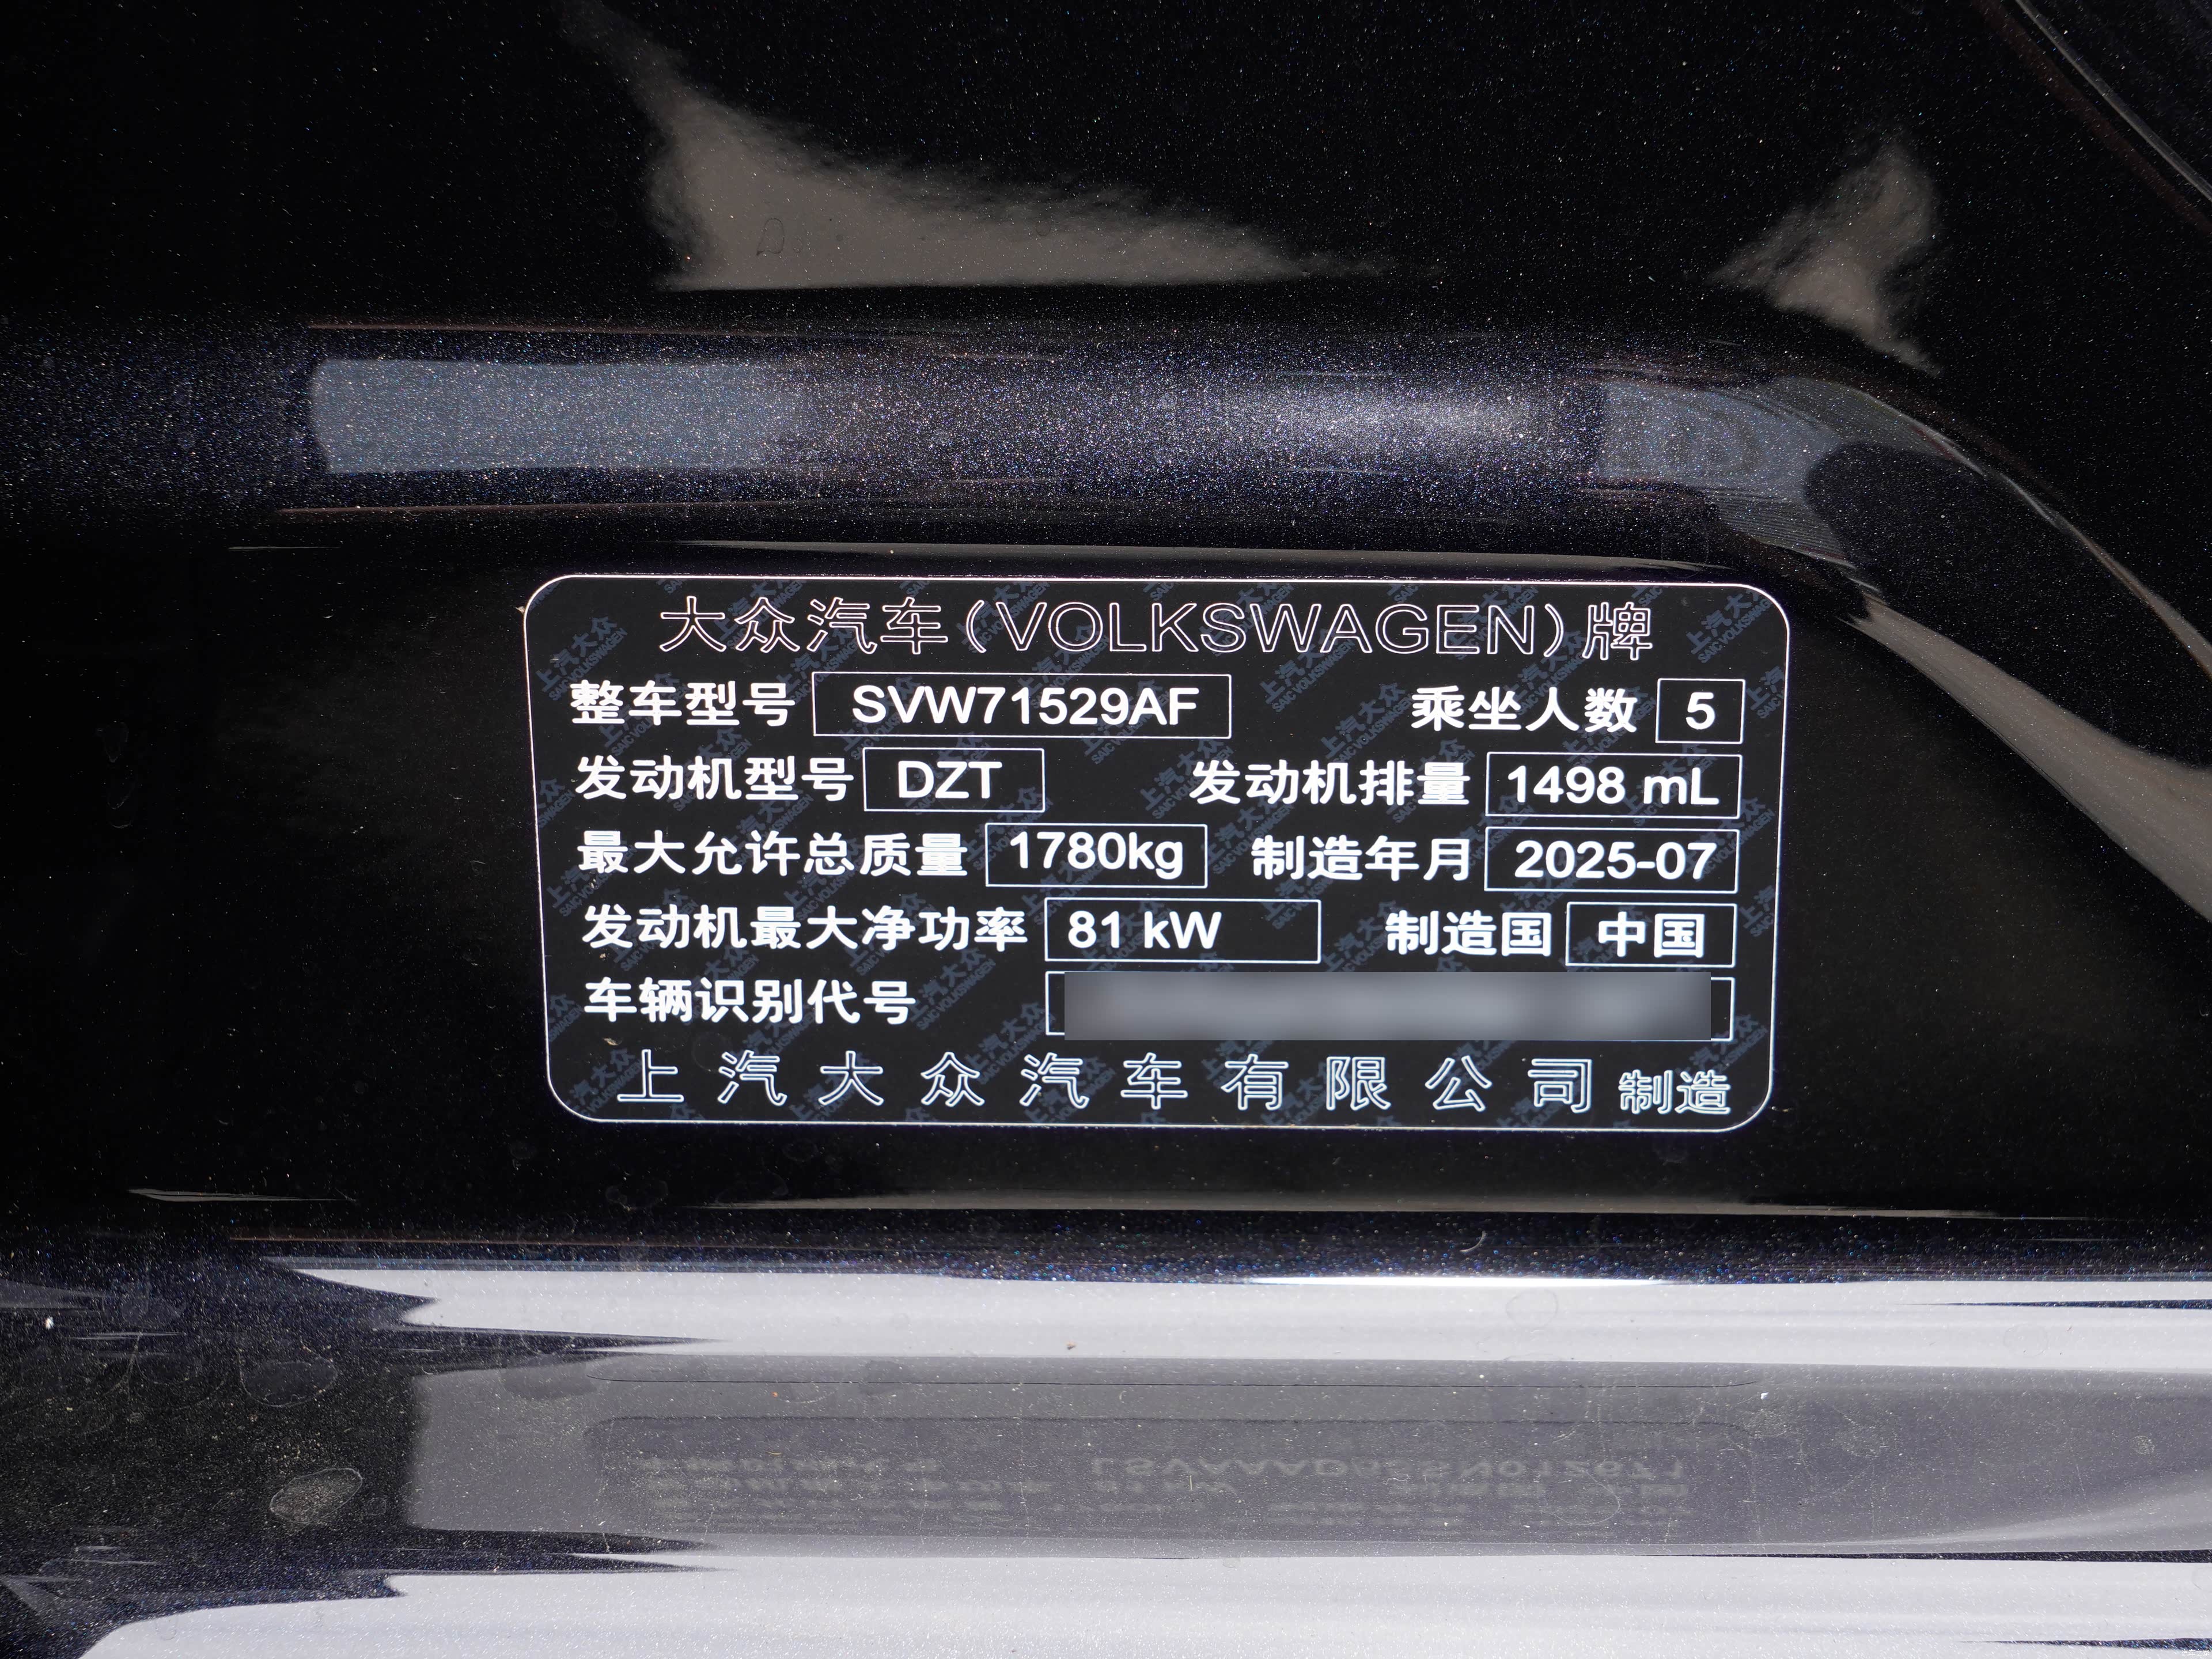 大众汽车(VOLKSWAGEN)牌
整车型号 SVW71529AF 乘坐人数 5
发动机型号 DZT 发动机排量 1498 mL
最大允许总质量 1780kg 制造年月 2025-07
发动机最大净功率 81 kW 制造国 中国
车辆识别代号
上汽大众汽车有限公司 制造